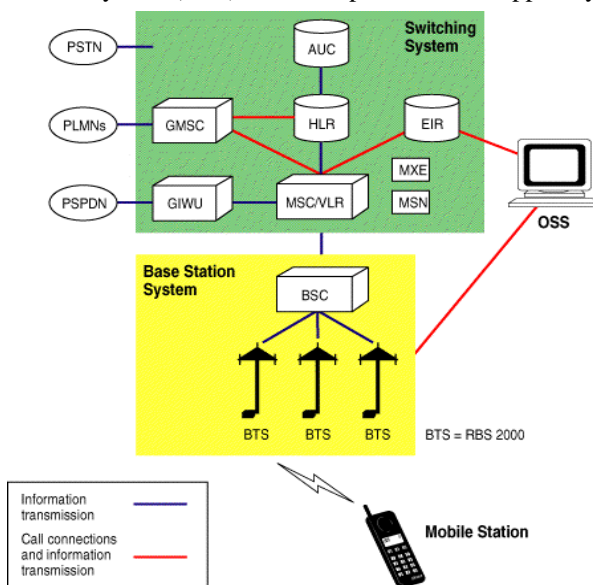 Switching
System
PSTN
AUC
PLMNs
GMSC
HLR
EIR
MXE
PSPDN
GIWU
MSC/VLR
MSN
OSS
Base Station
System
BSC
BTS
BTS
BTS
BTS = RBS 2000
Information
transmission
Call connections
and information
transmission
Mobile Station